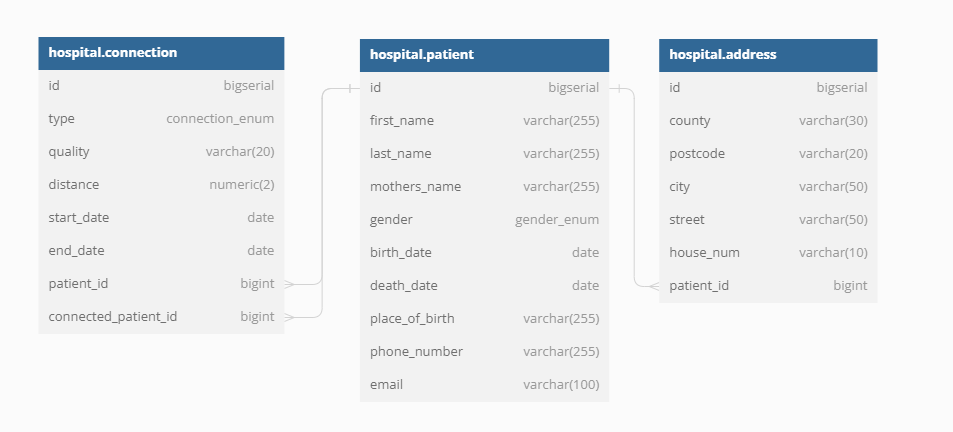 hospital.connection
id bigserial
type connection_enum
quality varchar(20)
distance numeric(2)
start_date date
end_date date
patient_id bigint
connected_patient_id bigint
hospital.patient
id bigserial
first_name varchar(255)
last_name varchar(255)
mothers_name varchar(255)
gender gender_enum
birth_date date
death_date date
place_of_birth varchar(255)
phone_number varchar(255)
email varchar(100)
hospital.address
id bigserial
county varchar(30)
postcode varchar(20)
city varchar(50)
street varchar(50)
house_num varchar(10)
patient_id bigint